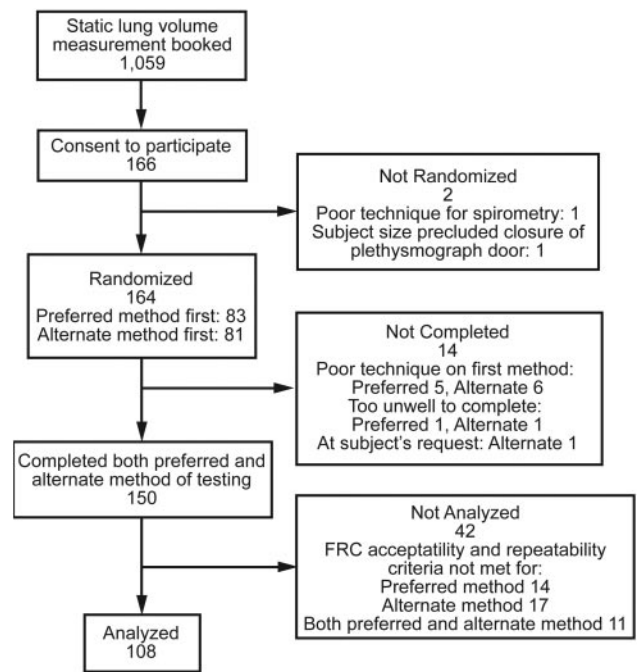 Static lung volume
measurement booked
1,059
Consent to participate
166
Not Randomized
2
Poor technique for spirometry: 1
Subject size precluded closure of
plethysmograph door: 1
Randomized
164
Preferred method first: 83
Alternate method first: 81
Not Completed
14
Poor technique on first method:
Preferred 5, Alternate 6
Too unwell to complete:
Preferred 1, Alternate 1
At subject's request: Alternate 1
Completed both preferred and
alternate method of testing
150
Not Analyzed
42
FRC acceptatility and repeatability
criteria not met for:
Preferred method 14
Alternate method 17
Both preferred and alternate method 11
Analyzed
108